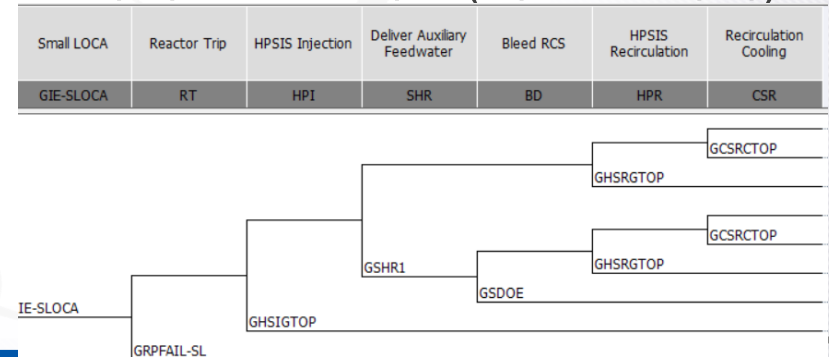 Small LOCA
Reactor Trip
HPSIS Injection
Deliver Auxiliary
Feedwater
Bleed RCS
HPSIS
Recirculation
Recirculation
Cooling
GIE-SLOCA
RT
HPI
SHR
BD
HPR
CSR
GCSRCTOP
GHSRGTOP
GCSRCTOP
GHSRGTOP
GSHR1
GSDOE
IE-SLOCA
GHSIGTOP
GRPFAIL-SL